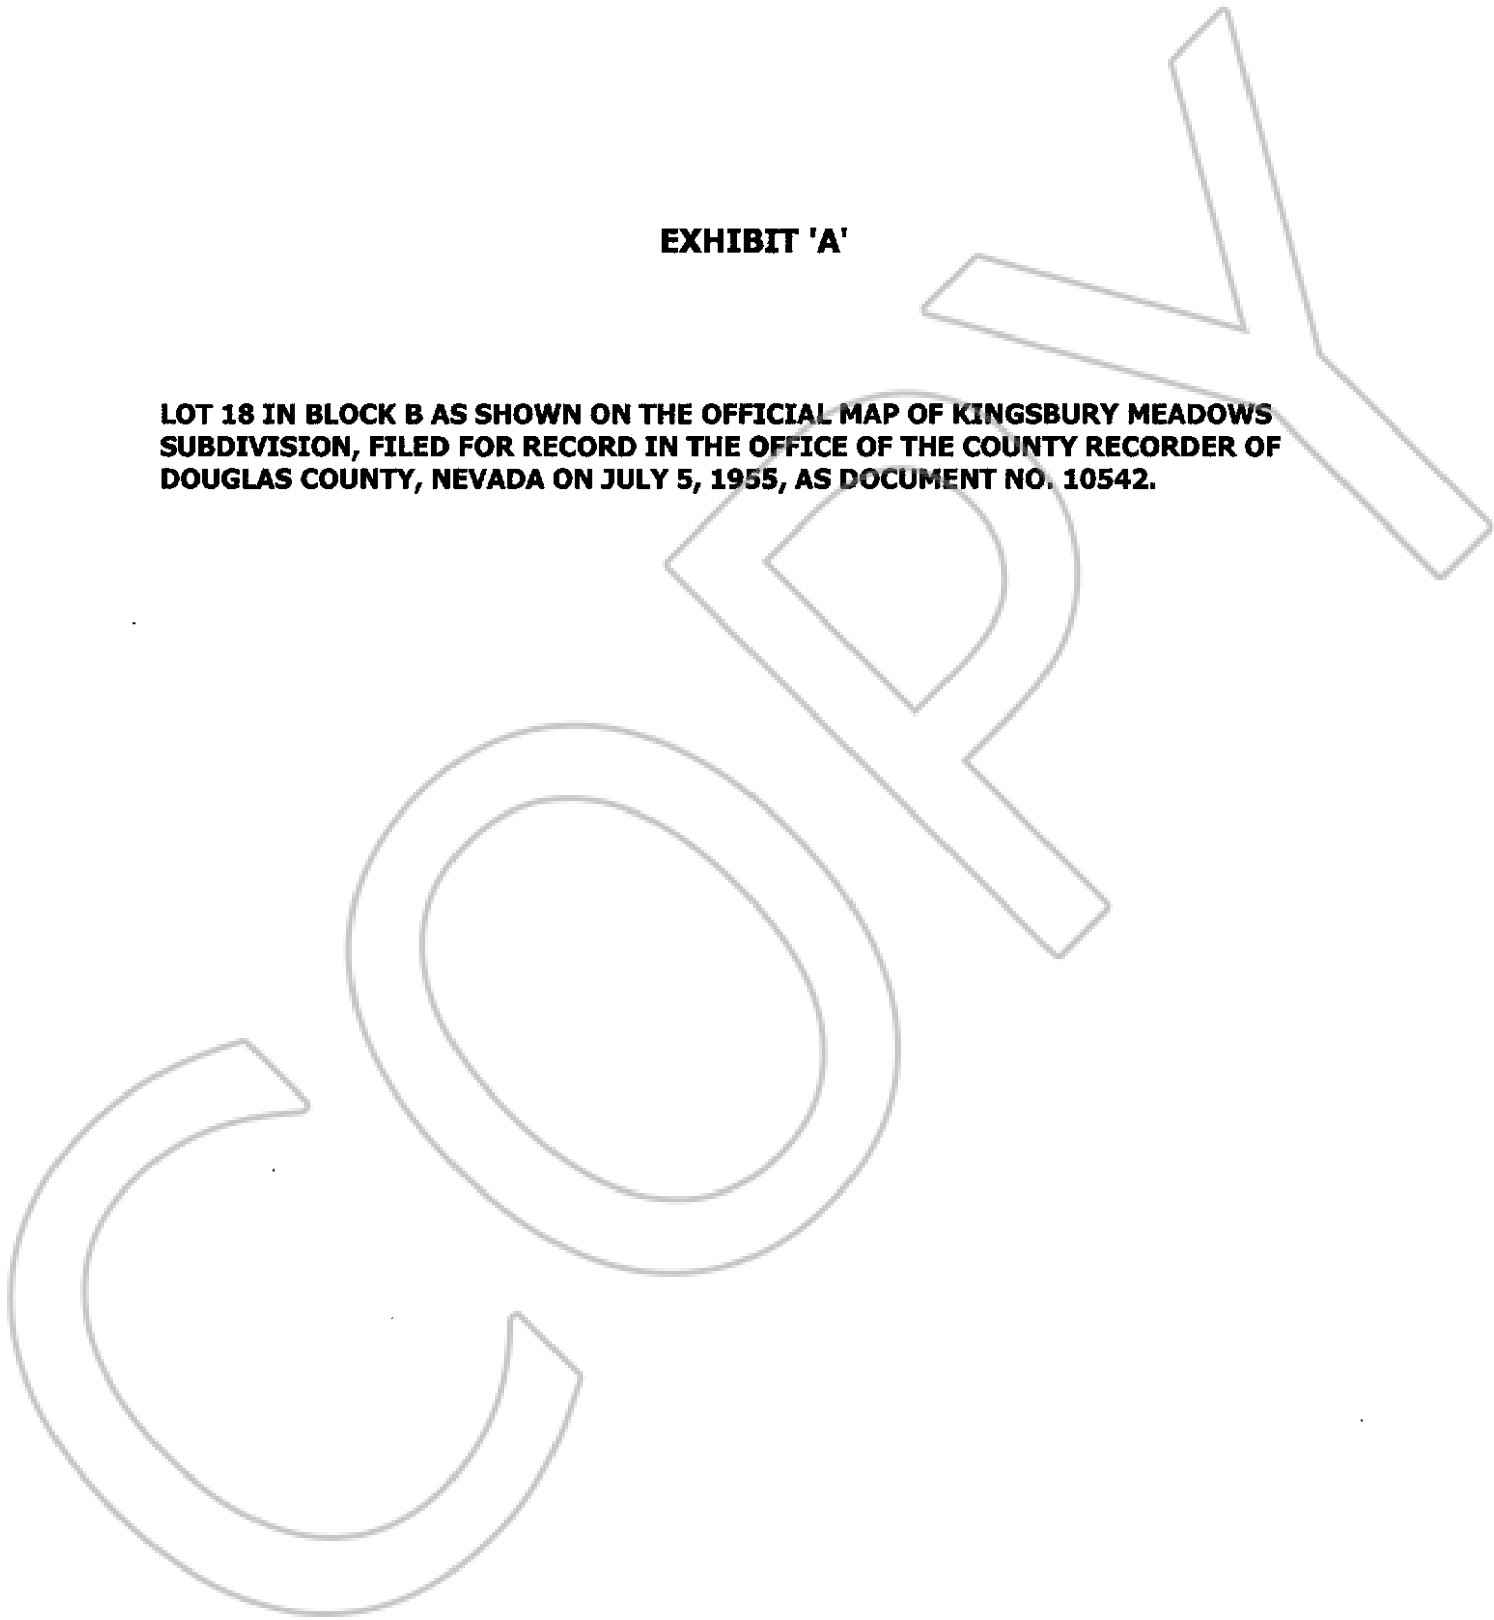 EXHIBIT 'A'
LOT 18 IN BLOCK B AS SHOWN ON THE OFFICIAL MAP OF KINGSBURY MEADOWS
SUBDIVISION, FILED FOR RECORD IN THE OFFICE OF THE COUNTY RECORDER OF
DOUGLAS COUNTY, NEVADA ON JULY 5, 1955, AS DOCUMENT NO. 10542.
COPY